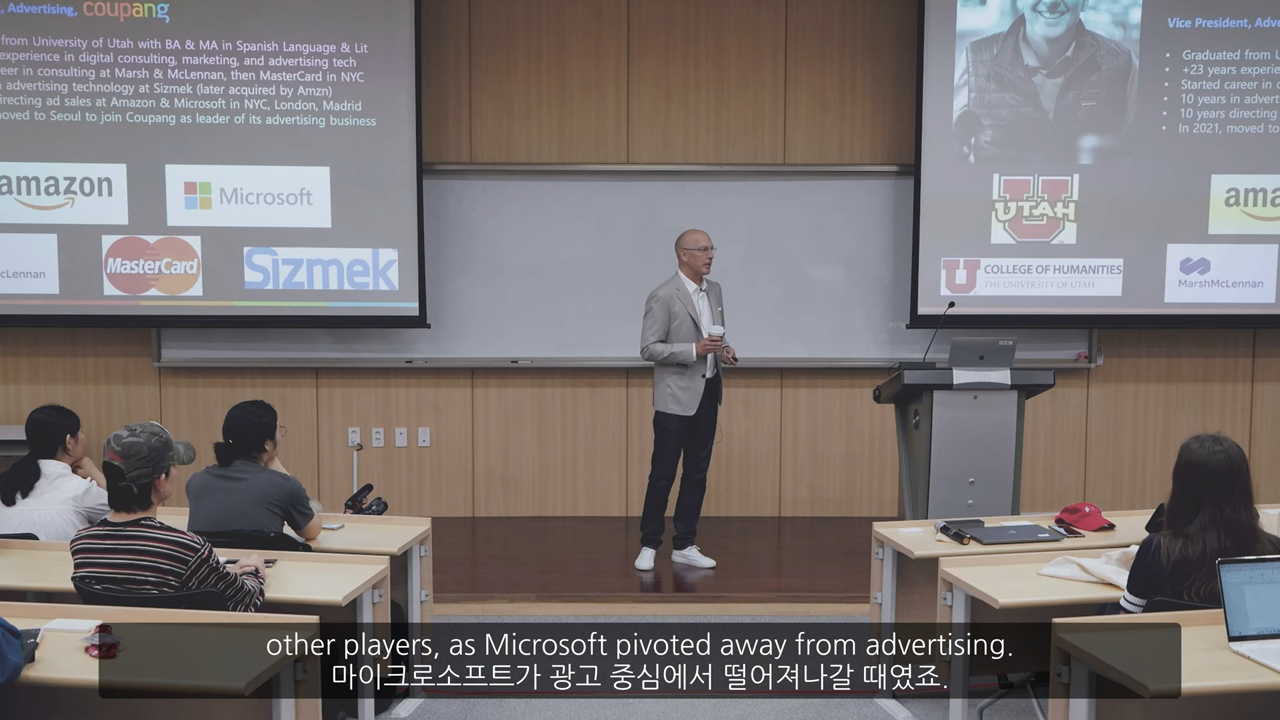 , Advertising, coupang
from University of Utah with BA & MA in Spanish Language & Lit
experience in digital consulting, marketing, and advertising tech
eer in consulting at Marsh & McLennan, then MasterCard in NYC
advertising technology at Sizmek (later acquired by Amzn)
directing ad sales at Amazon & Microsoft in NYC, London, Madrid
moved to Seoul to join Coupang as leader of its advertising business
amazon
Microsoft
cLennan
MasterCard
Sizmek
Vice President, Adve
• Graduated from U
• +23 years experie
• Started career in c
• 10 years in advert
• 10 years directing
• In 2021, moved to
UTAH
ama
U COLLEGE OF HUMANITIES
THE UNIVERSITY OF UTAH
MarshMcLennan
other players, as Microsoft pivoted away from advertising.
마이크로소프트가 광고 중심에서 떨어져나갈 때였죠.